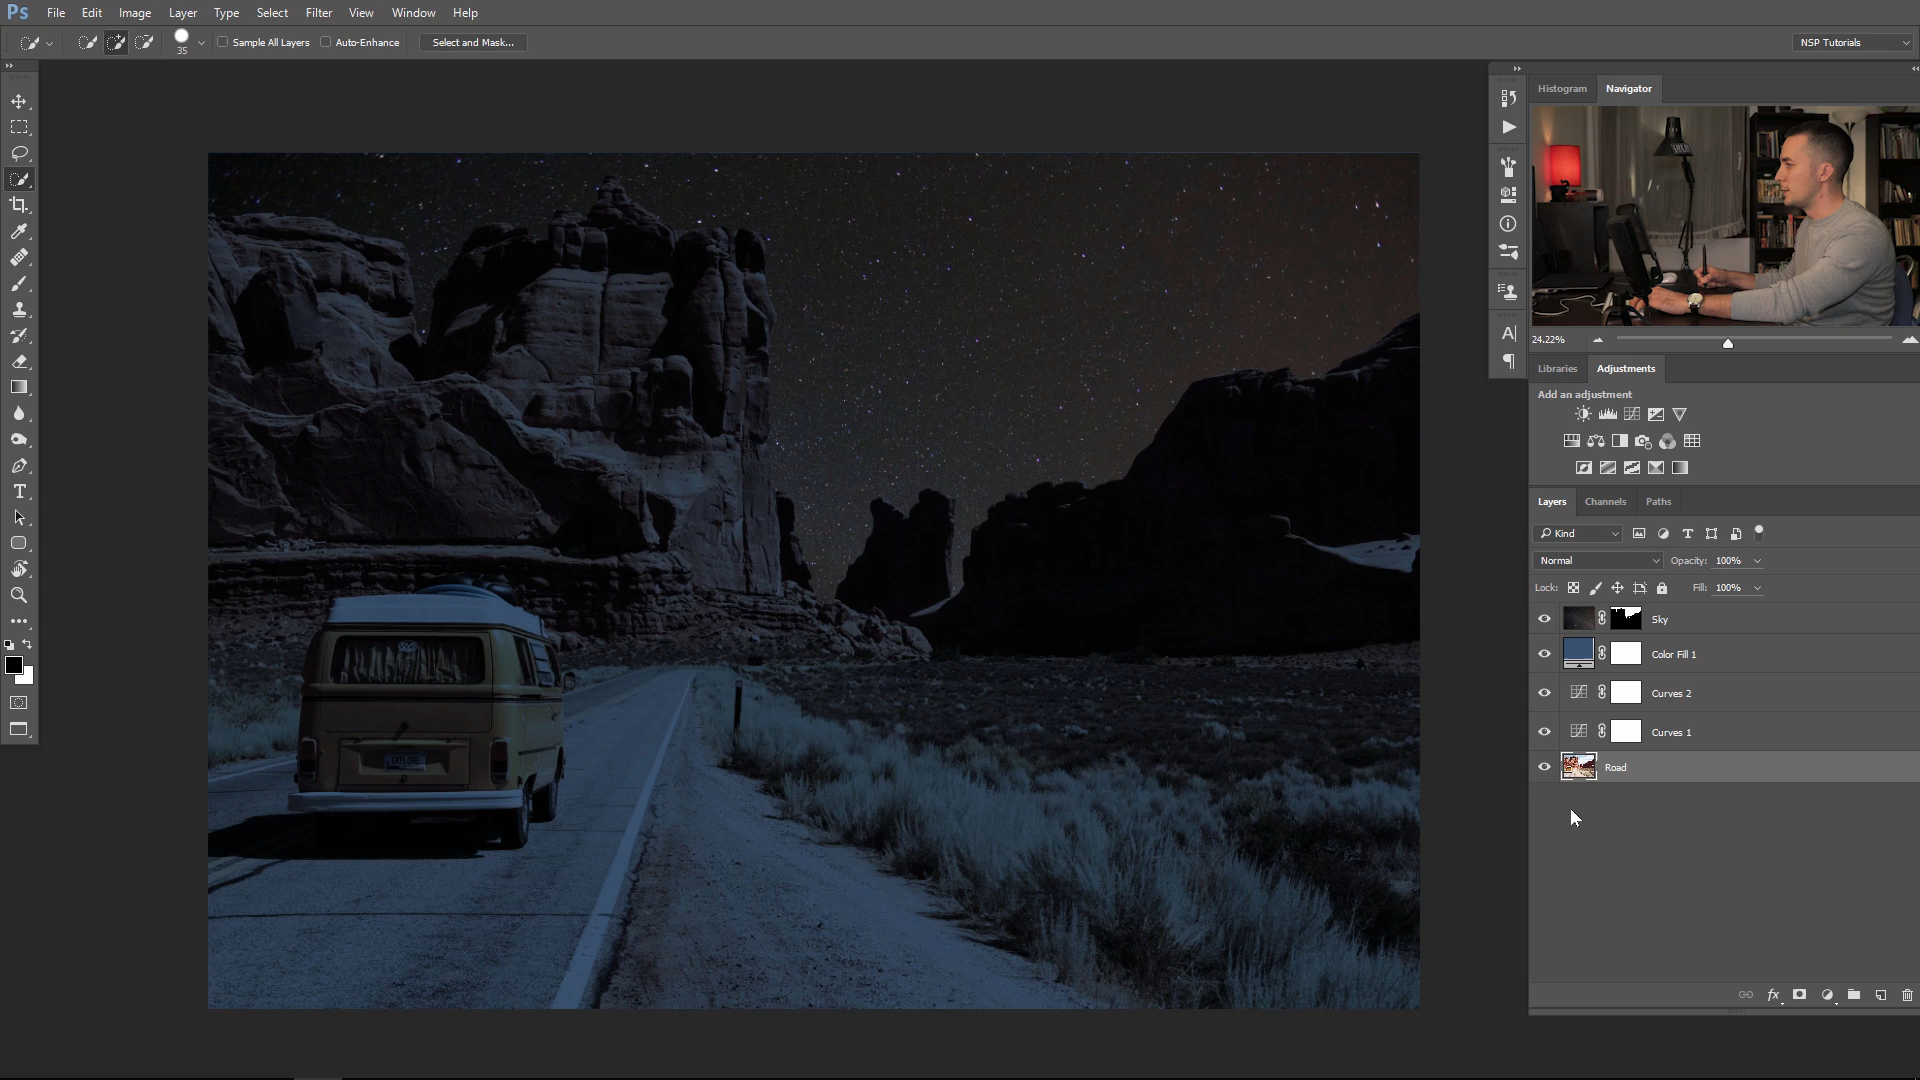 Ps File Edit Image Layer Type Select Filter View Window Help
35 Sample All Layers Auto-Enhance Select and Mask... NSP Tutorials
Histogram Navigator
24.22%
Libraries Adjustments
Add an adjustment
Layers Channels Paths
Kind
Normal Opacity: 100%
Lock: Fill: 100%
Sky
Color Fill 1
Curves 2
Curves 1
Road
EXPLORE